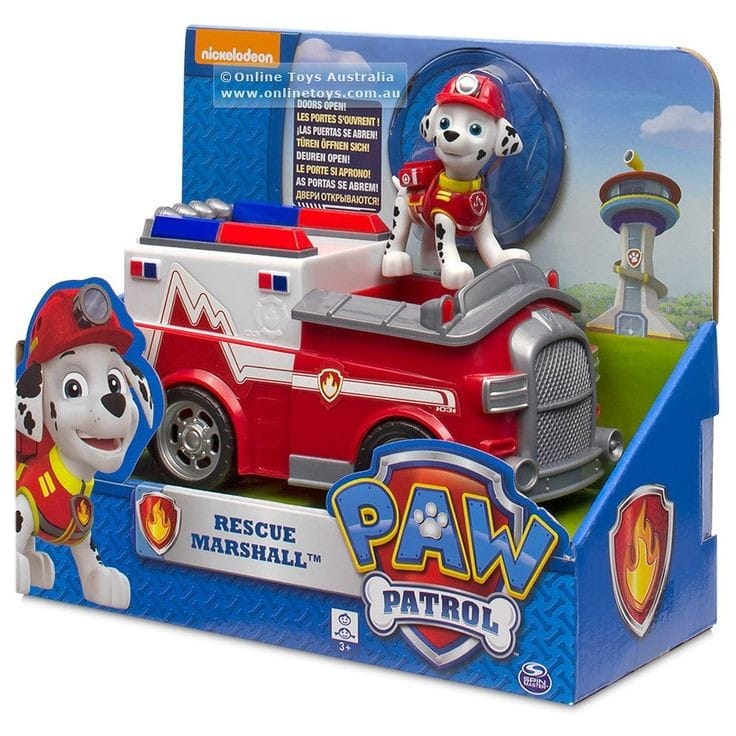 nickelodeon
©Online Toys Australia
www.onlinetoys.com.au
DOORS OPEN!
LES PORTES S'OUVRENT !
¡LAS PUERTAS SE ABREN!
TÜREN ÖFFNEN SICH!
DEUREN OPEN!
LE PORTE SI APRONO!
AS PORTAS SE ABREM!
ДВЕРИ ОТКРЫВАЮТСЯ!
03
03
RESCUE
MARSHALL™
PAW
PATROL
3+
SPIN
MASTER